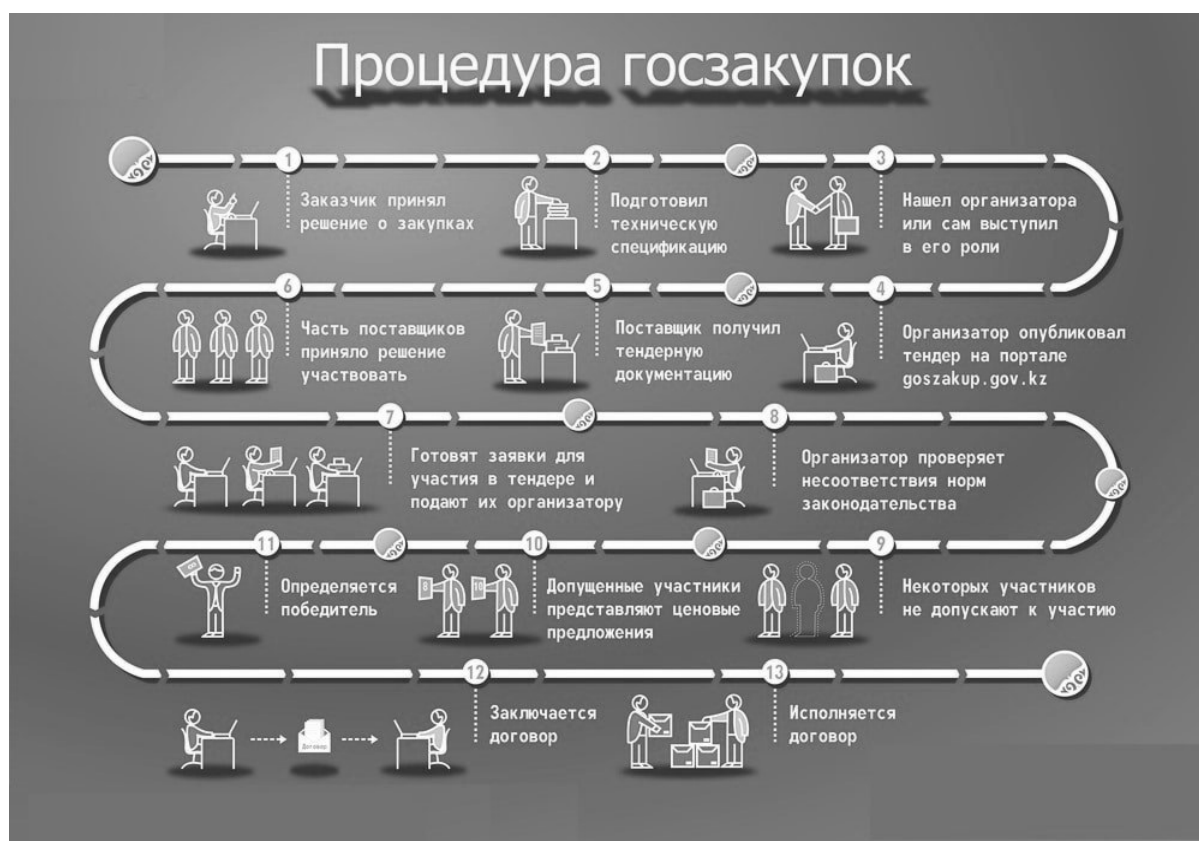 Процедура госзакупок
1
Заказчик принял
решение о закупках
2
Подготовил
техническую
спецификацию
3
Нашел организатора
или сам выступил
в его роли
4
Организатор опубликовал
тендер на портале
goszakup.gov.kz
5
Поставщик получил
тендерную
документацию
6
Часть поставщиков
приняло решение
участвовать
7
Готовят заявки для
участия в тендере и
подают их организатору
8
Организатор проверяет
несоответствия норм
законодательства
9
Некоторых участников
не допускают к участию
10
Допущенные участники
представляют ценовые
предложения
8
10
11
Определяется
победитель
12
Заключается
договор
Договор
13
Исполняется
договор